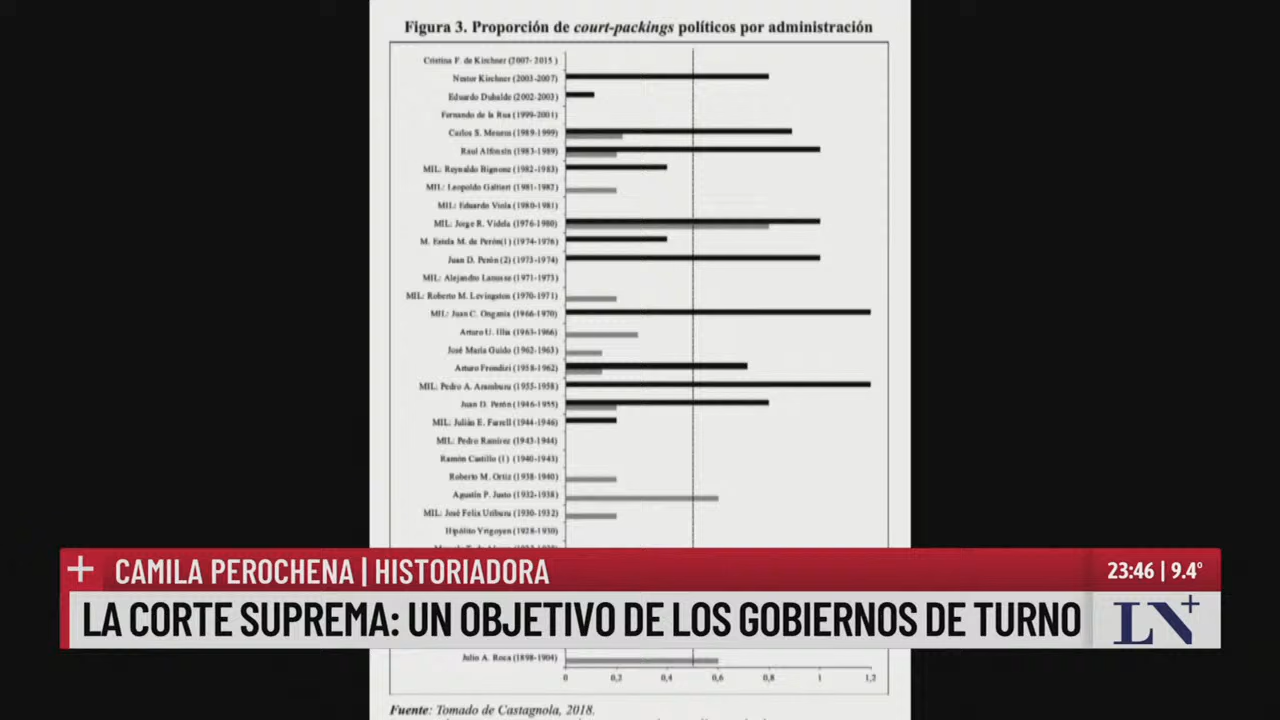 Figura 3. Proporción de court-packings políticos por administración
Cristina F. de Kirchner (2007- 2015 )
Nestor Kirchner (2003-2007)
Eduardo Duhalde (2002-2003)
Fernando de la Rua (1999-2001)
Carlos S. Menem (1989-1999)
Raul Alfonsín (1983-1989)
MIL: Reynaldo Bignone (1982-1983)
MIL: Leopoldo Galtieri (1981-1982)
MIL: Eduardo Viola (1980-1981)
MIL: Jorge R. Videla (1976-1980)
M. Estela M. de Perón(1) (1974-1976)
Juan D. Perón (2) (1973-1974)
MIL: Alejandro Lanusse (1971-1973)
MIL: Roberto M. Levingston (1970-1971)
MIL: Juan C. Onganía (1966-1970)
Arturo U. Illia (1963-1966)
José María Guido (1962-1963)
Arturo Frondizi (1958-1962)
MIL: Pedro A. Aramburu (1955-1958)
Juan D. Perón (1946-1955)
MIL: Julián E. Farrell (1944-1946)
MIL: Pedro Ramírez (1943-1944)
Ramón Castillo (1) (1940-1943)
Roberto M. Ortiz (1938-1940)
Agustín P. Justo (1932-1938)
MIL: José Felix Uriburu (1930-1932)
Hipólito Yrigoyen (1928-1930)
CAMILA PEROCHENA | HISTORIADORA
23:46 | 9.4°
LA CORTE SUPREMA: UN OBJETIVO DE LOS GOBIERNOS DE TURNO
LN+
Julio A. Roca (1898-1904)
0 0,2 0,4 0,6 0,8 1 1,2
Fuente: Tomado de Castagnola, 2018.